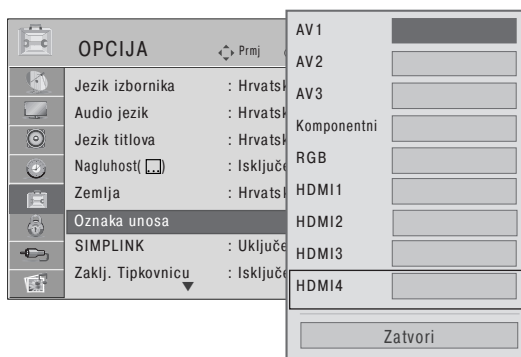 OPCIJA
Prmj
Jezik izbornika : Hrvatsk
Audio jezik : Hrvatsk
Jezik titlova : Hrvatsk
Nagluhost( ... ) : Isključe
Zemlja : Hrvatsk
Oznaka unosa
SIMPLINK : Uključe
Zaklj. Tipkovnicu : Isključe
AV1
AV2
AV3
Komponentni
RGB
HDMI1
HDMI2
HDMI3
HDMI4
Zatvori